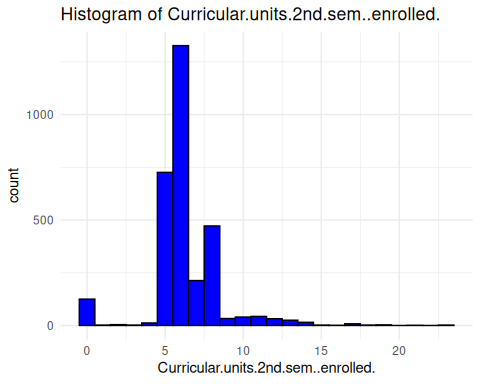 Histogram of Curricular.units.2nd.sem..enrolled.
count
1000
500
0
0 5 10 15 20
Curricular.units.2nd.sem..enrolled.